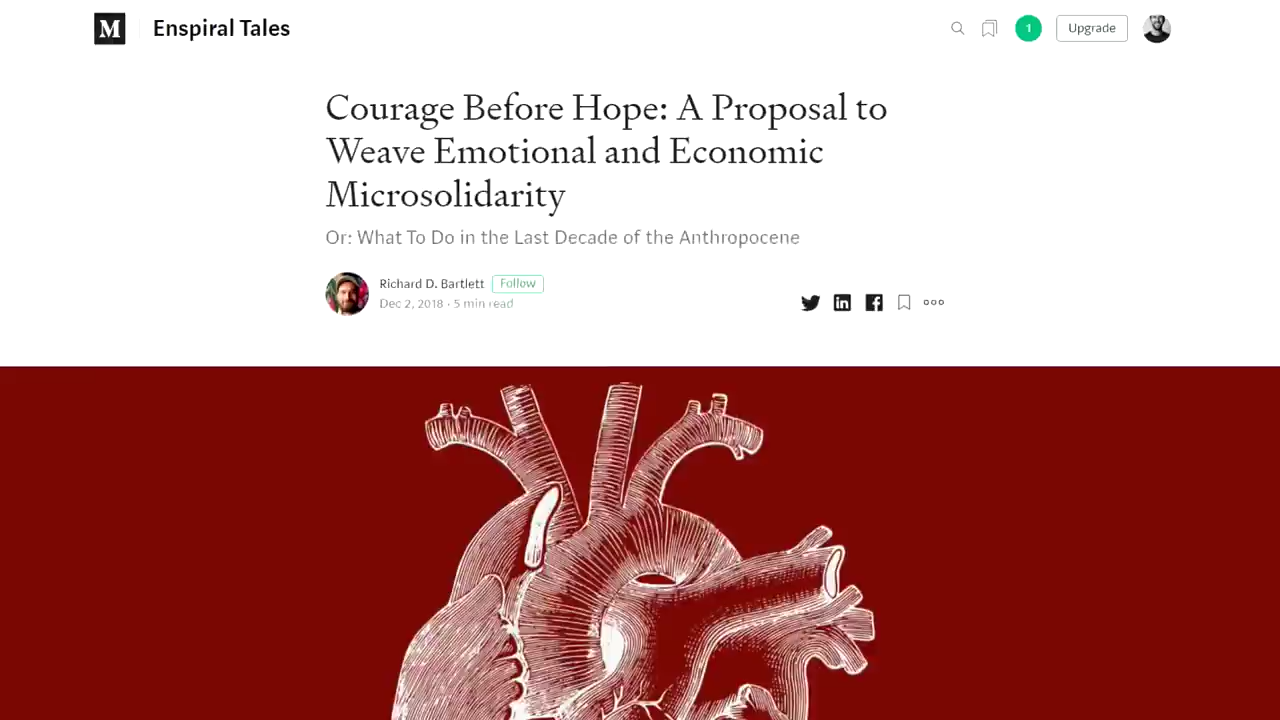 M Enspiral Tales
1 Upgrade
Courage Before Hope: A Proposal to
Weave Emotional and Economic
Microsolidarity
Or: What To Do in the Last Decade of the Anthropocene
Richard D. Bartlett Follow
Dec 2, 2018 · 5 min read